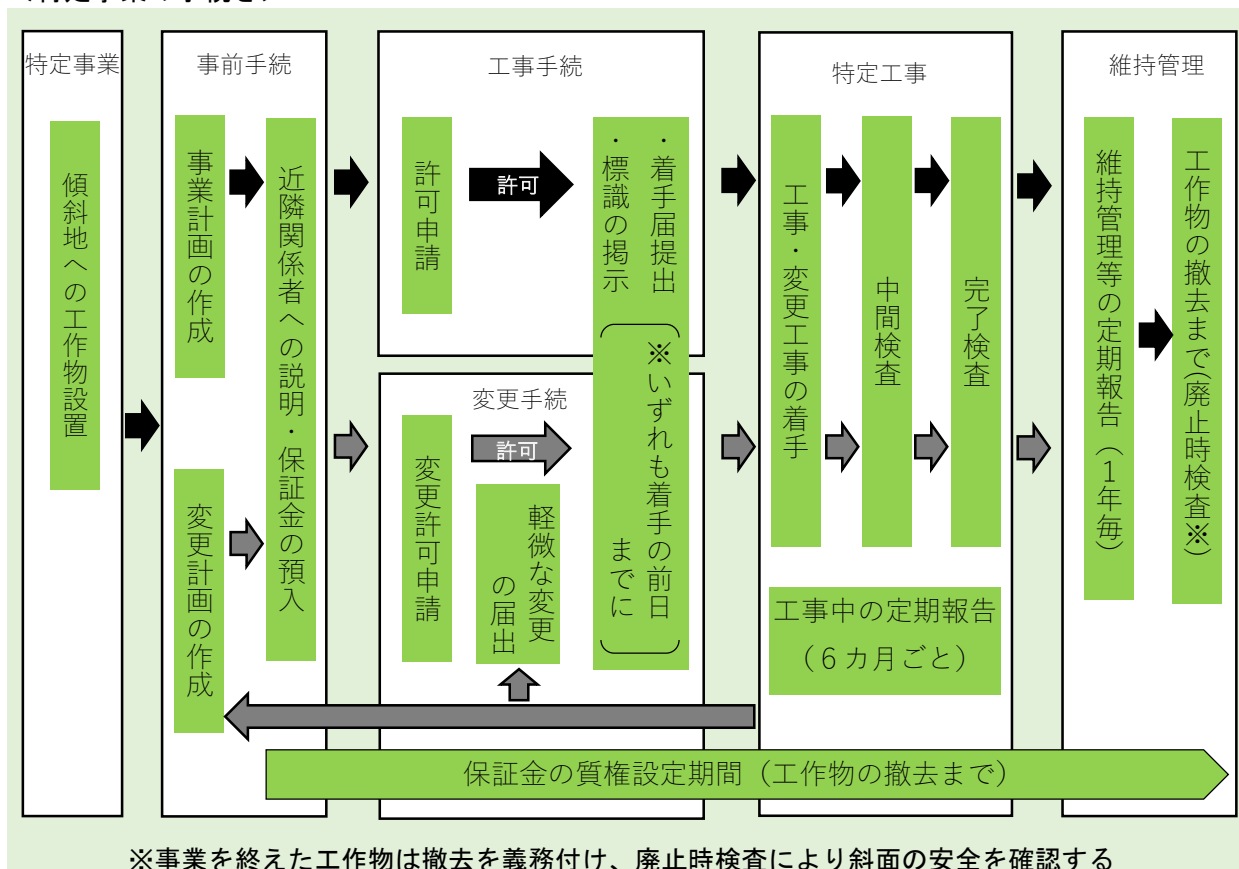 特定事業
傾斜地への工作物設置
事前手続
事業計画の作成
変更計画の作成
近隣関係者への説明・保証金の預入
工事手続
許可申請
許可
・着手届提出
・標識の掲示
※いずれも着手の前日
までに
変更手続
変更許可申請
許可
軽微な変更
の届出
特定工事
工事・変更工事の着手
中間検査
完了検査
工事中の定期報告
（6カ月ごと）
維持管理
維持管理等の定期報告（1年毎）
工作物の撤去まで(廃止時検査※)
保証金の質権設定期間（工作物の撤去まで）
※事業を終えた工作物は撤去を義務付け、廃止時検査により斜面の安全を確認する